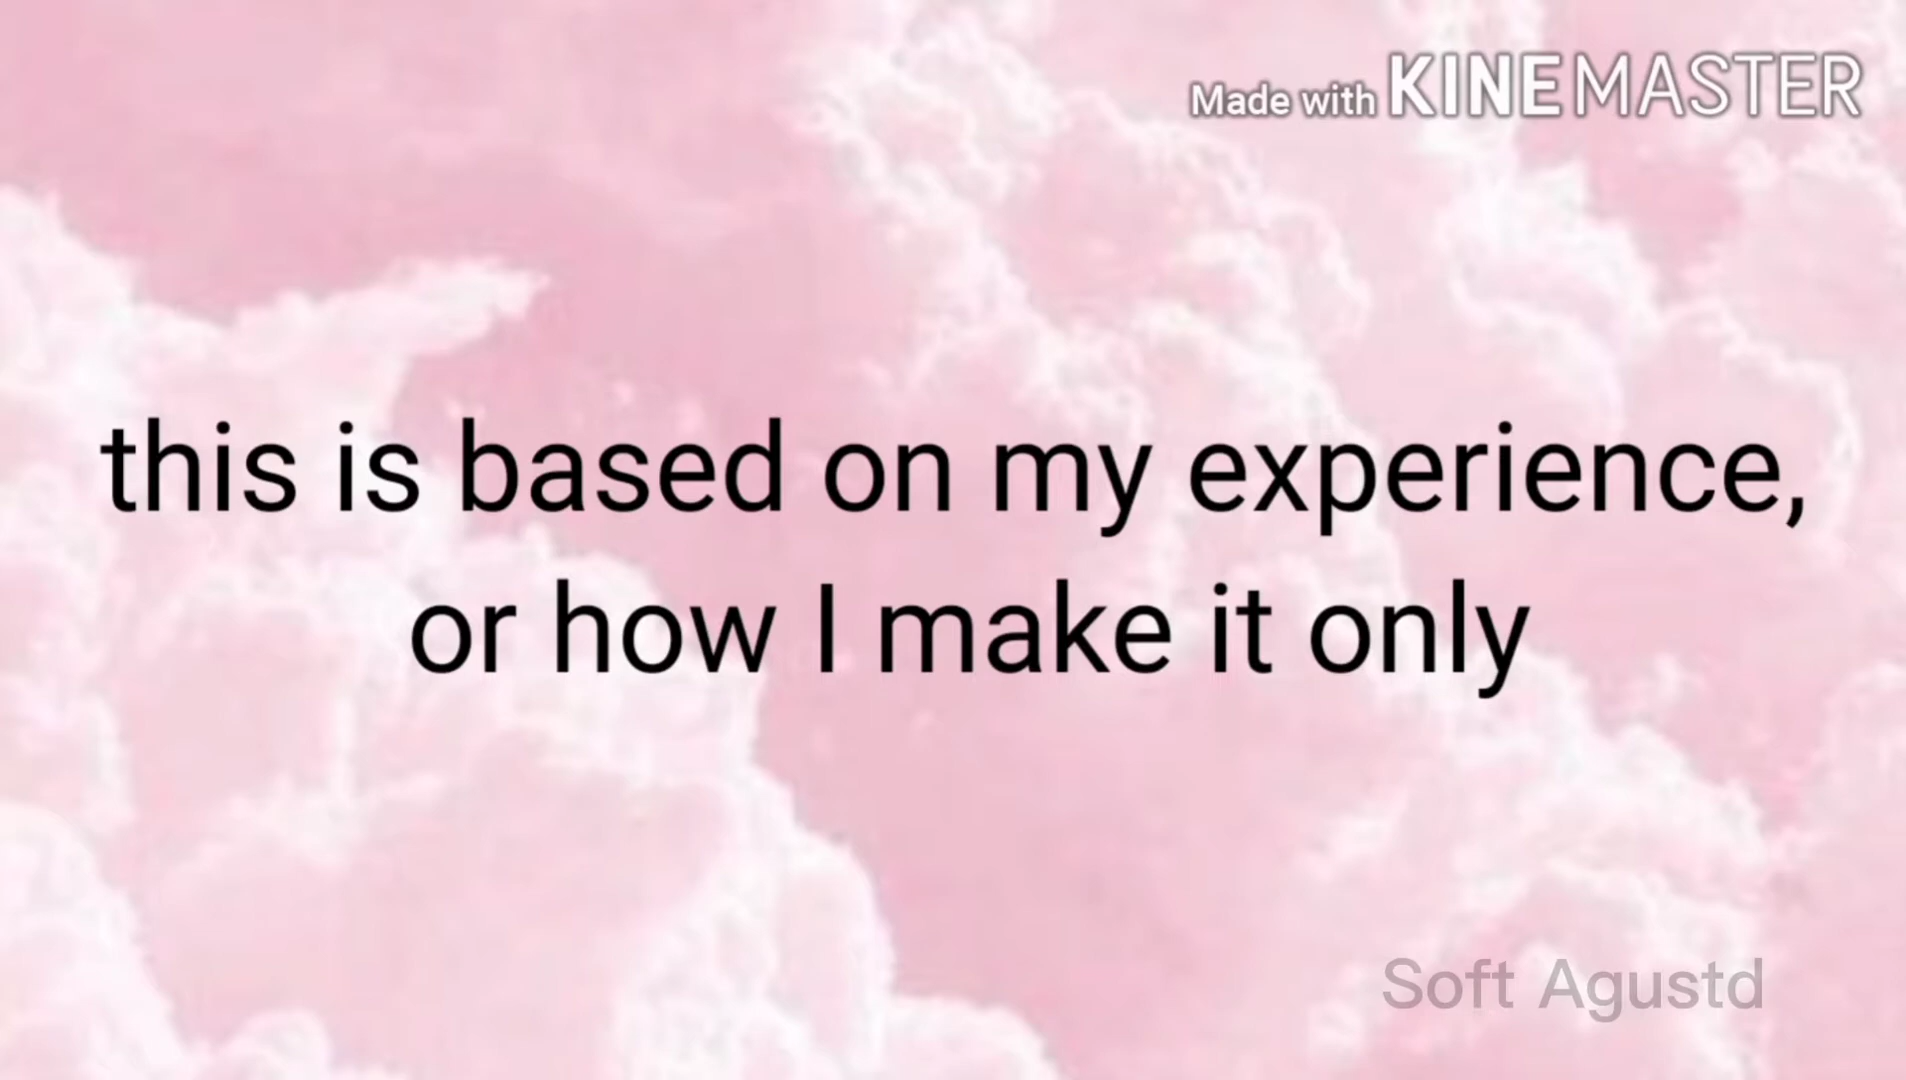 Made with KINEMASTER
this is based on my experience,
or how I make it only
Soft Agustd